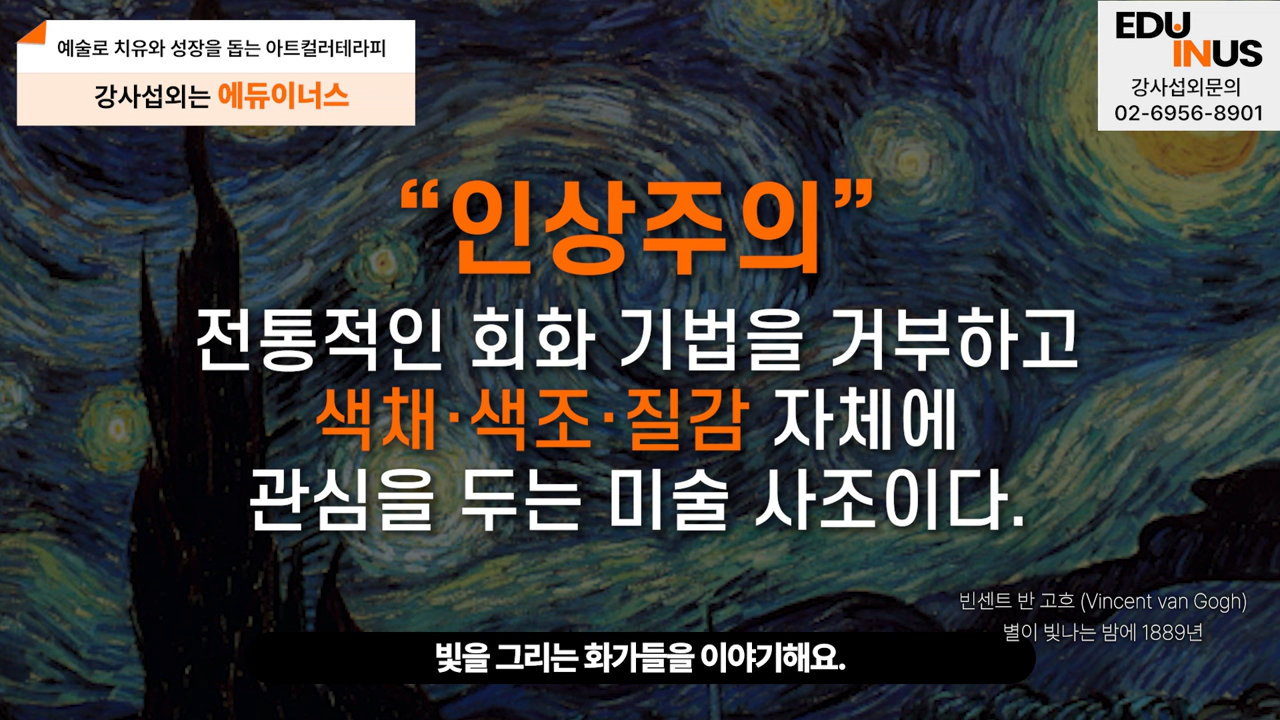 예술로 치유와 성장을 돕는 아트컬러테라피
강사섭외는 에듀이너스
EDU
INUS
강사섭외문의
02-6956-8901
“인상주의”
전통적인 회화 기법을 거부하고
색채·색조·질감 자체에
관심을 두는 미술 사조이다.
빈센트 반 고흐 (Vincent van Gogh)
별이 빛나는 밤에 1889년
빛을 그리는 화가들을 이야기해요.